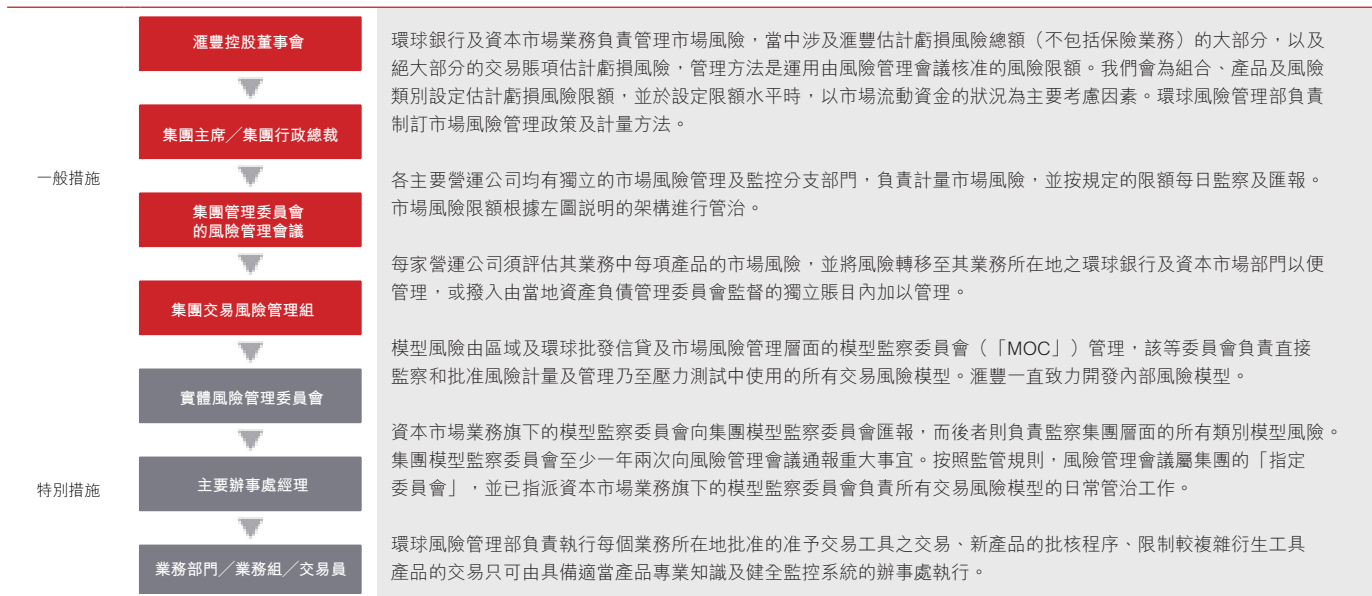 一般措施
特別措施
滙豐控股董事會
集團主席╱集團行政總裁
集團管理委員會
的風險管理會議
集團交易風險管理組
實體風險管理委員會
主要辦事處經理
業務部門╱業務組╱交易員
環球銀行及資本市場業務負責管理市場風險，當中涉及滙豐估計虧損風險總額（不包括保險業務）的大部分，以及
絕大部分的交易賬項估計虧損風險，管理方法是運用由風險管理會議核准的風險限額。我們會為組合、產品及風險
類別設定估計虧損風險限額，並於設定限額水平時，以市場流動資金的狀況為主要考慮因素。環球風險管理部負責
制訂市場風險管理政策及計量方法。
各主要營運公司均有獨立的市場風險管理及監控分支部門，負責計量市場風險，並按規定的限額每日監察及匯報。
市場風險限額根據左圖說明的架構進行管治。
每家營運公司須評估其業務中每項產品的市場風險，並將風險轉移至其業務所在地之環球銀行及資本市場部門以便
管理，或撥入由當地資產負債管理委員會監督的獨立賬目內加以管理。
模型風險由區域及環球批發信貸及市場風險管理層面的模型監察委員會（「MOC」）管理，該等委員會負責直接
監察和批准風險計量及管理乃至壓力測試中使用的所有交易風險模型。滙豐一直致力開發內部風險模型。
資本市場業務旗下的模型監察委員會向集團模型監察委員會匯報，而後者則負責監察集團層面的所有類別模型風險。
集團模型監察委員會至少一年兩次向風險管理會議通報重大事宜。按照監管規則，風險管理會議屬集團的「指定
委員會」，並已指派資本市場業務旗下的模型監察委員會負責所有交易風險模型的日常管治工作。
環球風險管理部負責執行每個業務所在地批准的准予交易工具之交易、新產品的批核程序、限制較複雜衍生工具
產品的交易只可由具備適當產品專業知識及健全監控系統的辦事處執行。